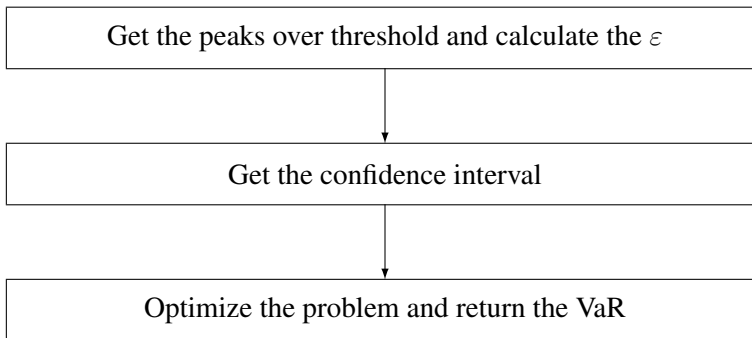 Get the peaks over threshold and calculate the ε
Get the confidence interval
Optimize the problem and return the VaR